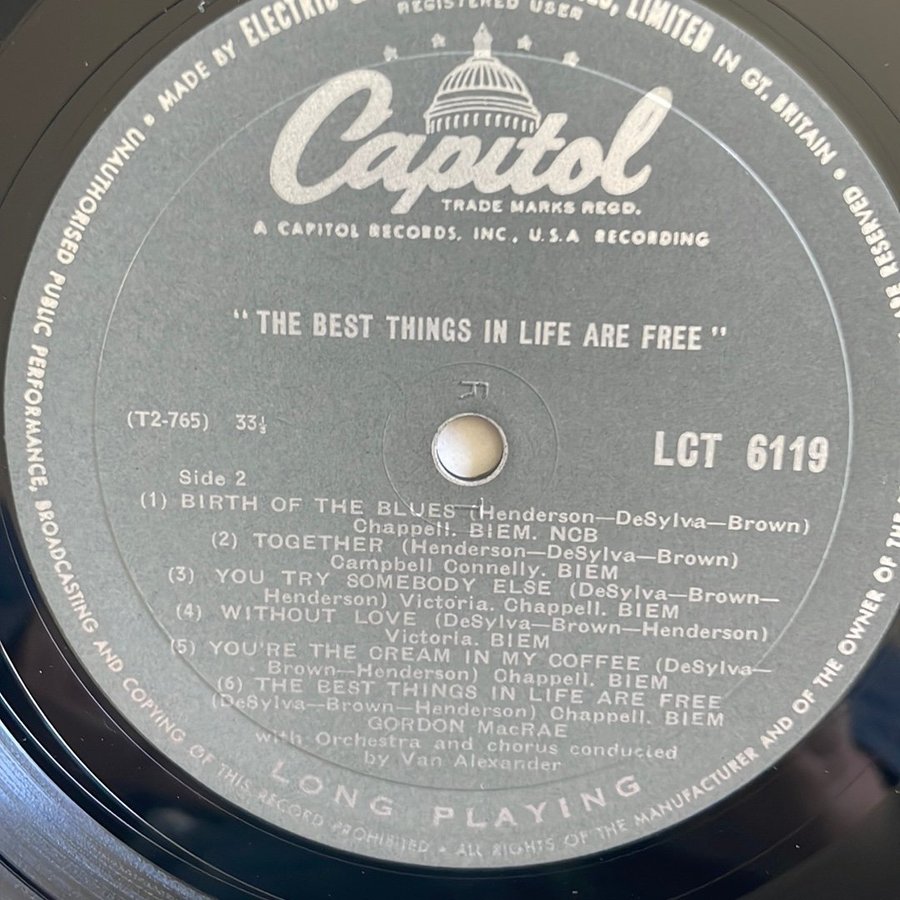 MADE BY ELECTRIC
LIMITED IN GT. BRITAIN •
REGISTERED USER
Capitol
TRADE MARKS REGD.
A CAPITOL RECORDS, INC., U.S.A RECORDING
"THE BEST THINGS IN LIFE ARE FREE"
R
(T2-765) 33⅓
LCT 6119
Side 2
(1) BIRTH OF THE BLUES (Henderson—DeSylva—Brown)
Chappell. BIEM. NCB
(2) TOGETHER (Henderson—DeSylva—Brown)
Campbell Connelly. BIEM
(3) YOU TRY SOMEBODY ELSE (DeSylva—Brown—
Henderson) Victoria. Chappell. BIEM
(4) WITHOUT LOVE (DeSylva—Brown—Henderson)
Victoria. BIEM
(5) YOU'RE THE CREAM IN MY COFFEE (DeSylva—
Brown—Henderson) Chappell. BIEM
(6) THE BEST THINGS IN LIFE ARE FREE
(DeSylva—Brown—Henderson) Chappell. BIEM
GORDON MacRAE
with Orchestra and chorus conducted
by Van Alexander
LONG PLAYING
UNAUTHORISED PUBLIC PERFORMANCE, BROADCASTING AND COPYING OF THIS RECORD PROHIBITED • ALL RIGHTS OF THE MANUFACTURER AND OF THE OWNER OF THE
RESERVED •